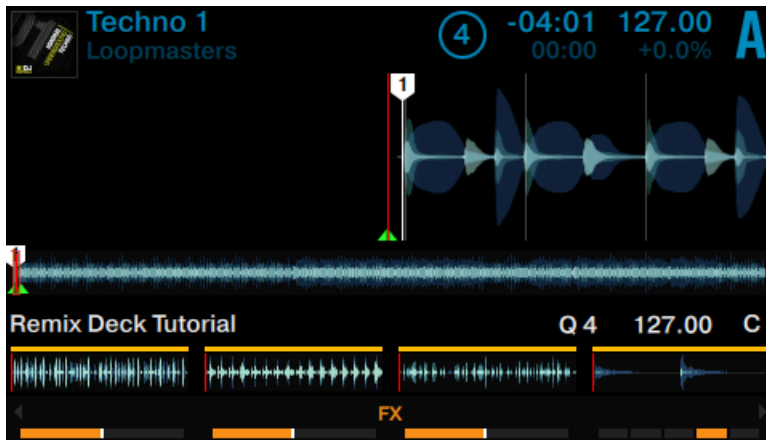 Techno 1
Loopmasters
4
-04:01
00:00
127.00
+0.0%
A
1
1
Remix Deck Tutorial
Q 4
127.00
C
FX